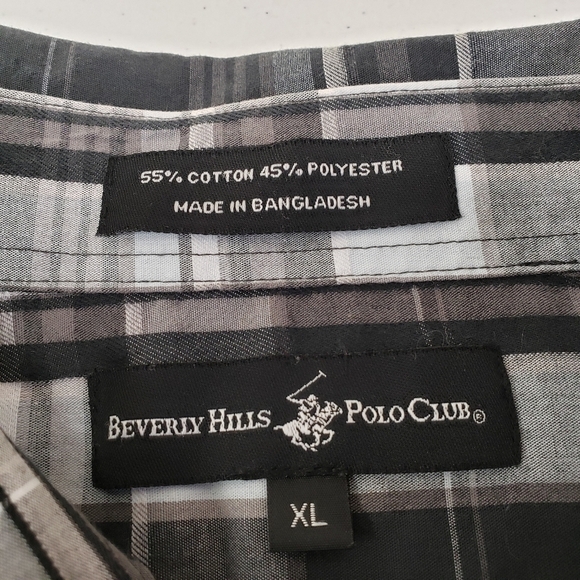 55% COTTON 45% POLYESTER
MADE IN BANGLADESH
BEVERLY HILLS POLO CLUB®
XL